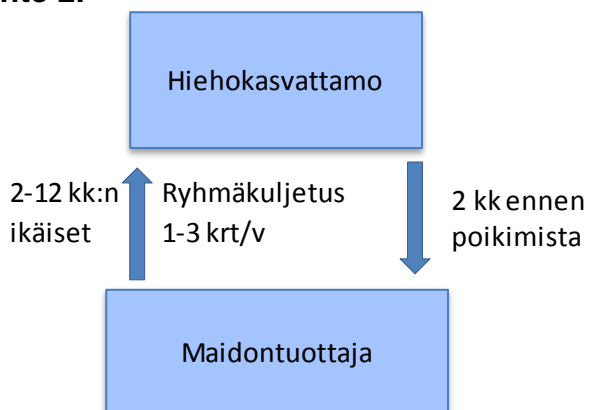 Hiehokasvattamo
2-12 kk:n
ikäiset
Ryhmäkuljetus
1-3 krt/v
2 kk ennen
poikimista
Maidontuottaja